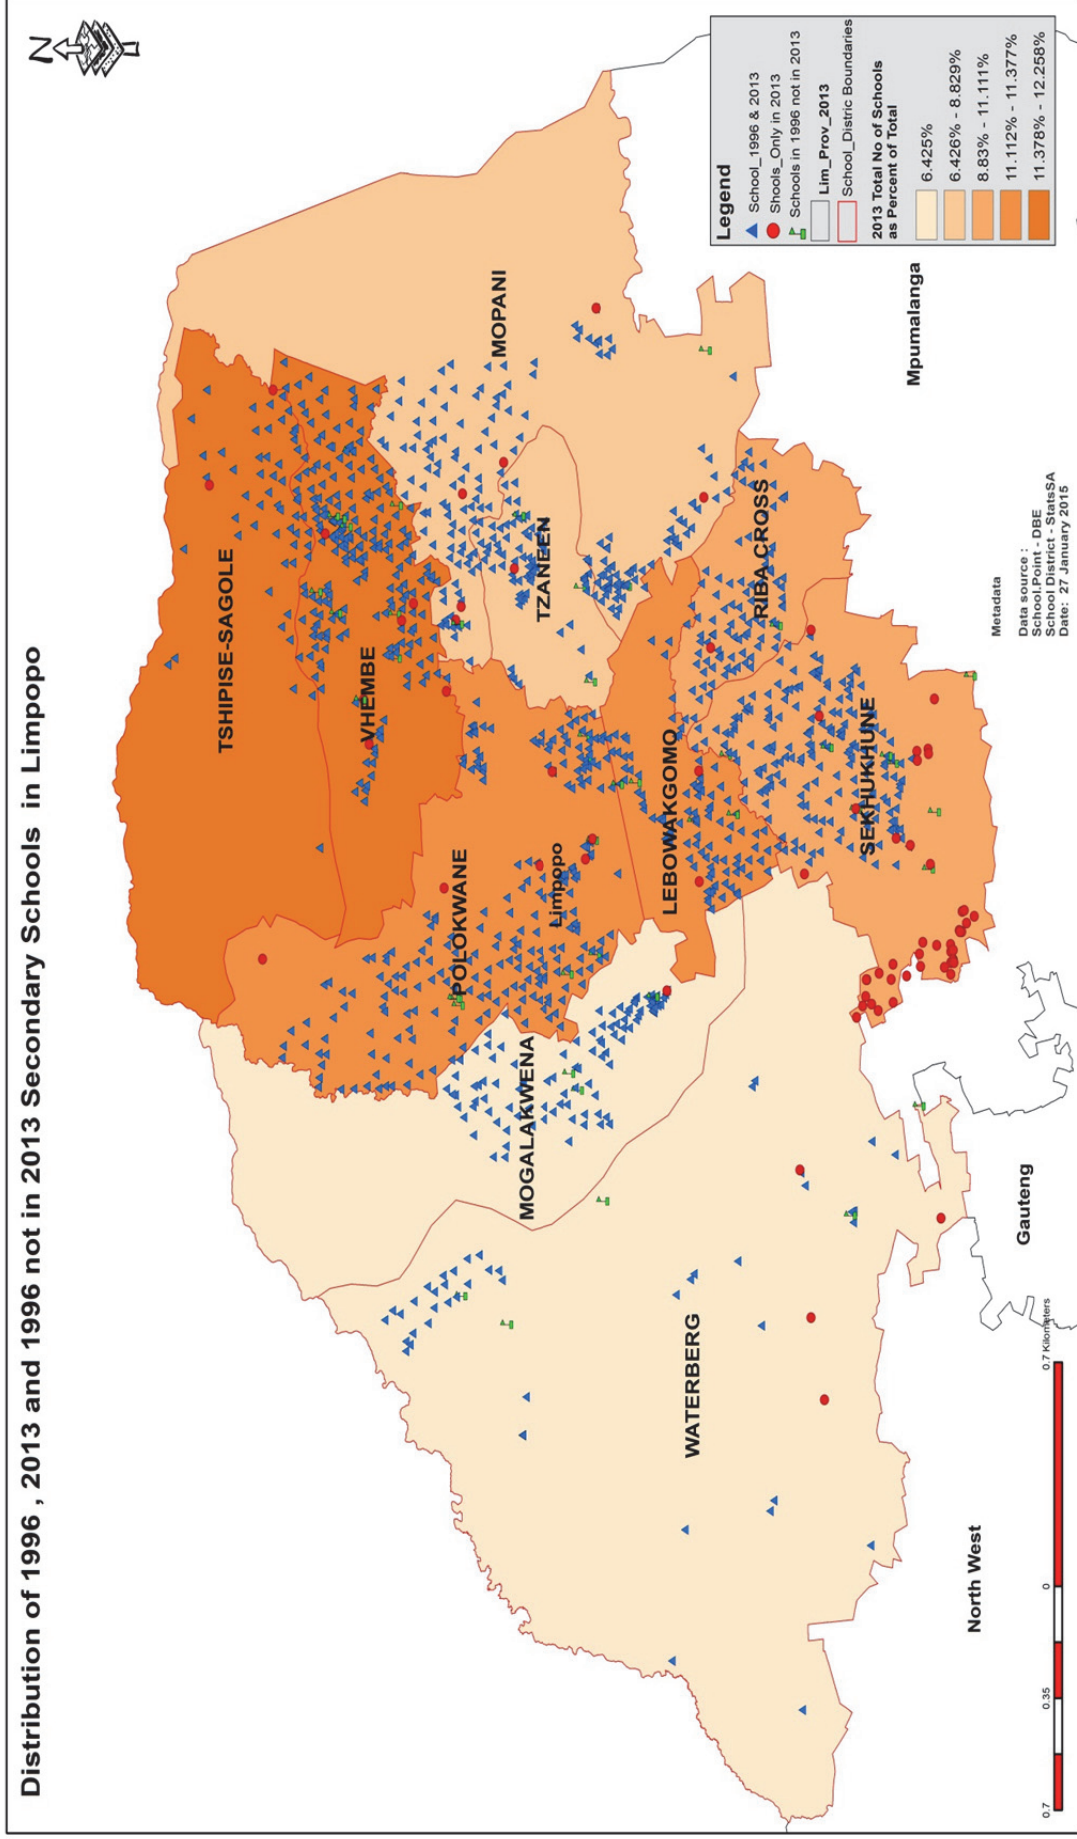 Distribution of 1996 , 2013 and 1996 not in 2013 Secondary Schools in Limpopo
N
TSHIPISE-SAGOLE
VHEMBE
MOPANI
POLOKWANE
TZANEEN
Limpopo
MOGALAKWENA
LEBOWAKGOMO
RIBA CROSS
WATERBERG
SEKHUKHUNE
Mpumalanga
Gauteng
North West
Legend
School_1996 & 2013
Shools_Only in 2013
Schools in 1996 not in 2013
Lim_Prov_2013
School_Distric Boundaries
2013 Total No of Schools
as Percent of Total
6.425%
6.426% - 8.829%
8.83% - 11.111%
11.112% - 11.377%
11.378% - 12.258%
Metadata
Data source :
School Point - DBE
School District - StatsSA
Date: 27 January 2015
0.7
0.35
0
0.7 Kilometers